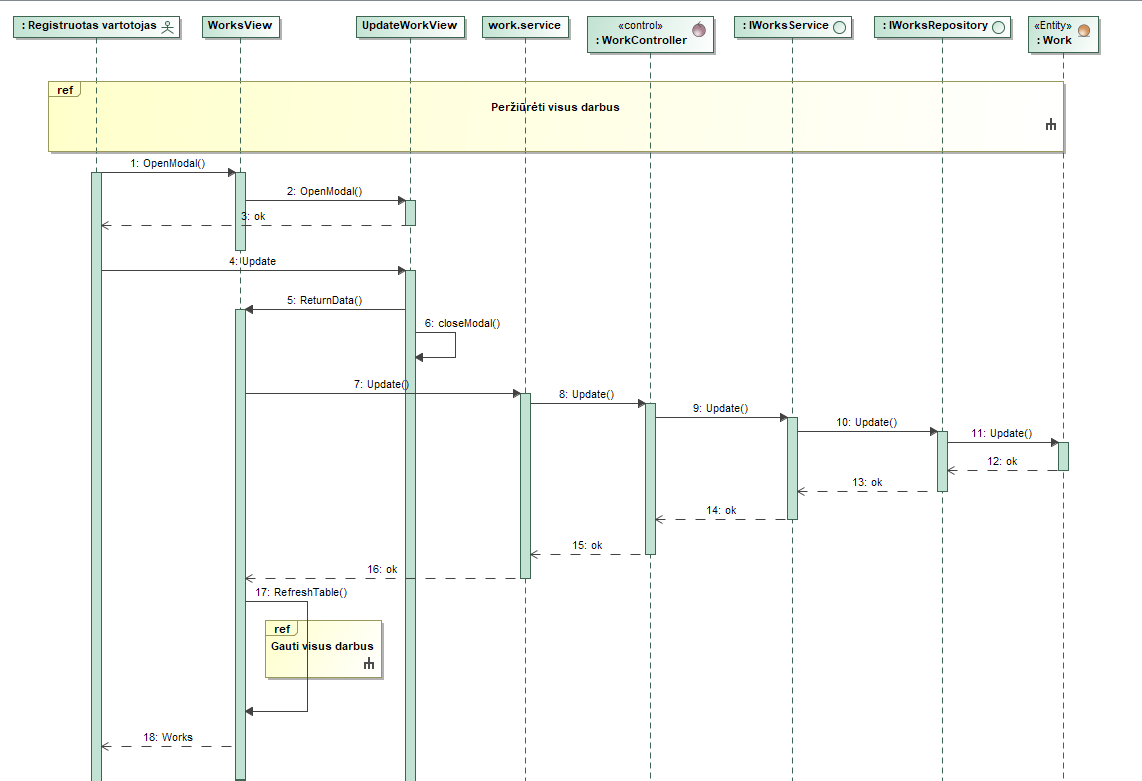 : Registruotas vartotojas
WorksView
UpdateWorkView
work.service
«control»
: WorkController
: IWorksService
: IWorksRepository
«Entity»
: Work
ref
Peržiūrėti visus darbus
1: OpenModal()
2: OpenModal()
3: ok
4: Update
5: ReturnData()
6: closeModal()
7: Update()
8: Update()
9: Update()
10: Update()
11: Update()
12: ok
13: ok
14: ok
15: ok
16: ok
17: RefreshTable()
ref
Gauti visus darbus
18: Works